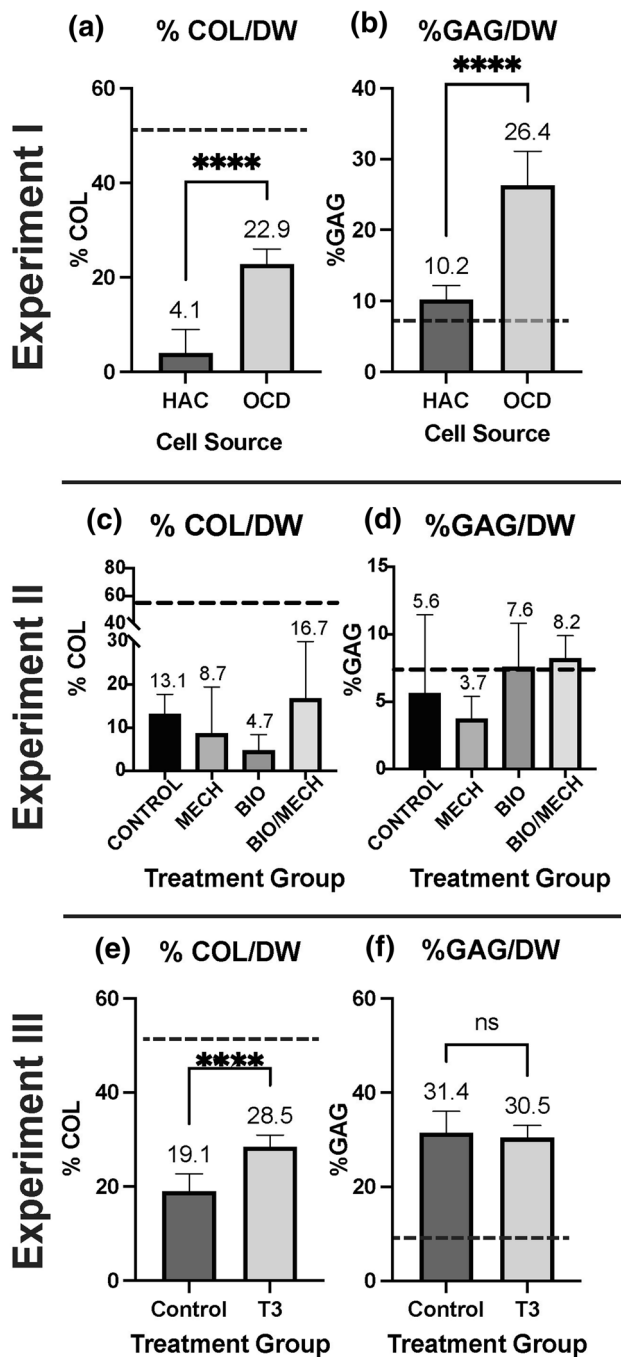 Experiment I
(a) % COL/DW
60
40
20
0
% COL
****
4.1
22.9
HAC OCD
Cell Source
(b) %GAG/DW
40
30
20
10
0
%GAG
****
10.2
26.4
HAC OCD
Cell Source
Experiment II
(c) % COL/DW
80
60
40
30
20
10
0
% COL
13.1
8.7
4.7
16.7
CONTROL
MECH
BIO
BIO/MECH
Treatment Group
(d) %GAG/DW
15
10
5
0
%GAG
5.6
3.7
7.6
8.2
CONTROL
MECH
BIO
BIO/MECH
Treatment Group
Experiment III
(e) % COL/DW
60
40
20
0
% COL
****
19.1
28.5
Control T3
Treatment Group
(f) %GAG/DW
60
40
20
0
%GAG
ns
31.4
30.5
Control T3
Treatment Group